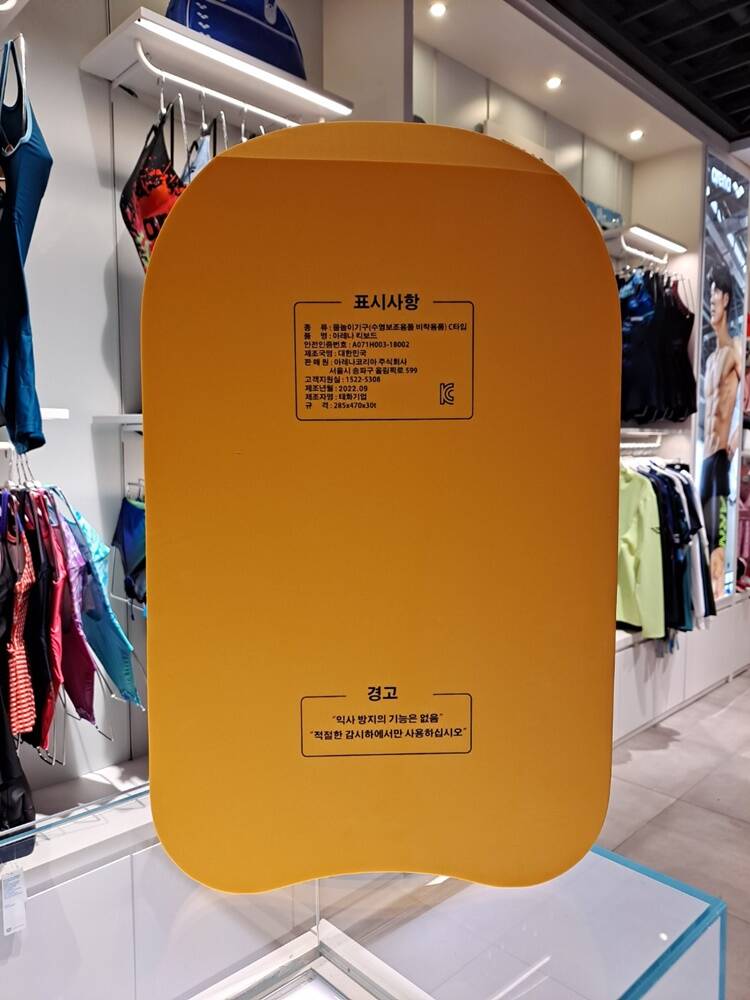 표시사항
종 류 : 물놀이기구(수영보조용품 비착용품) C타입
품 명 : 아레나 킥보드
안전인증번호 : A071H003-18002
제조국명 : 대한민국
판 매 원 : 아레나코리아 주식회사
서울시 송파구 올림픽로 599
고객지원실 : 1522-5308
제조년월 : 2022.09
제조자명 : 태화기업
규 격 : 285x470x30t
경고
"익사 방지의 기능은 없음"
"적절한 감시하에서만 사용하십시오"
arena